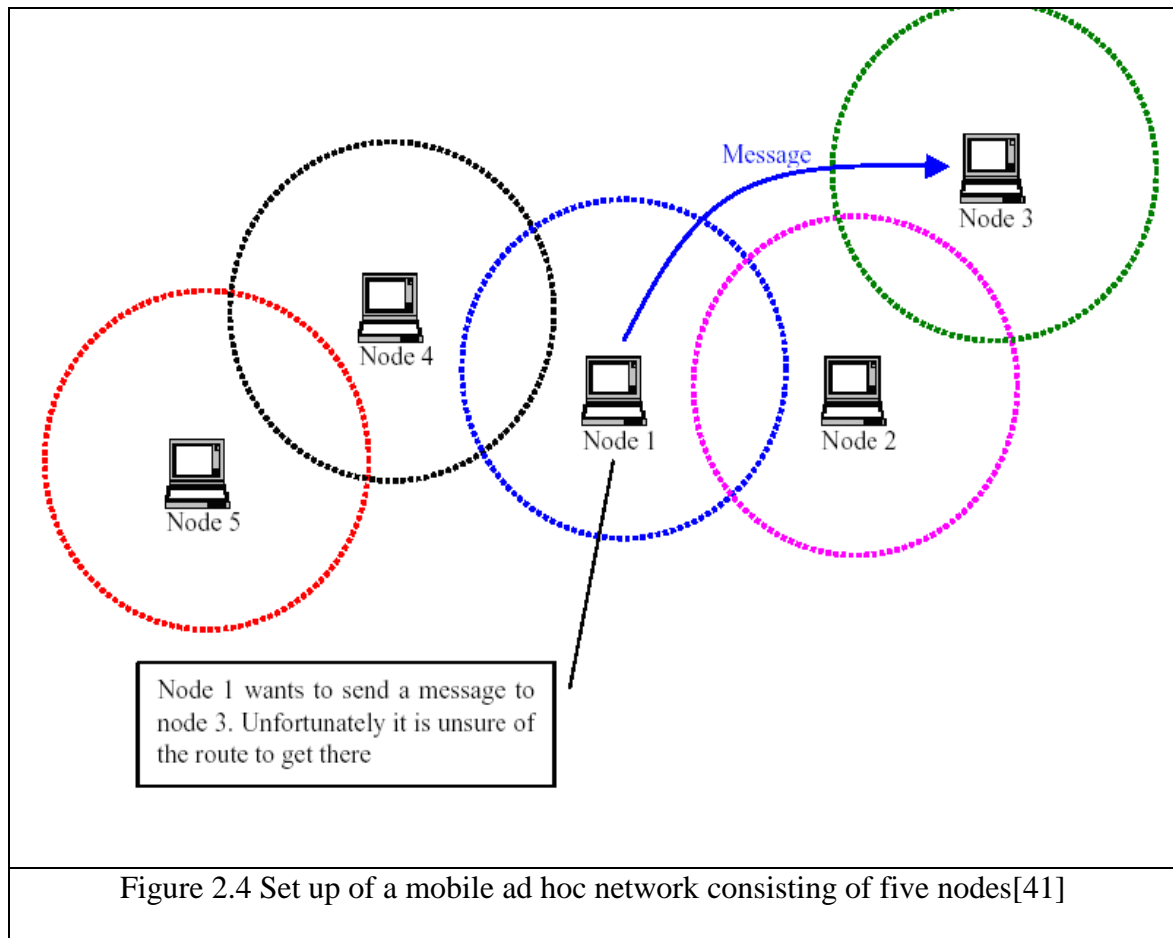 Message
Node 3
Node 4
Node 1
Node 2
Node 5
Node 1 wants to send a message to
node 3. Unfortunately it is unsure of
the route to get there
Figure 2.4 Set up of a mobile ad hoc network consisting of five nodes[41]